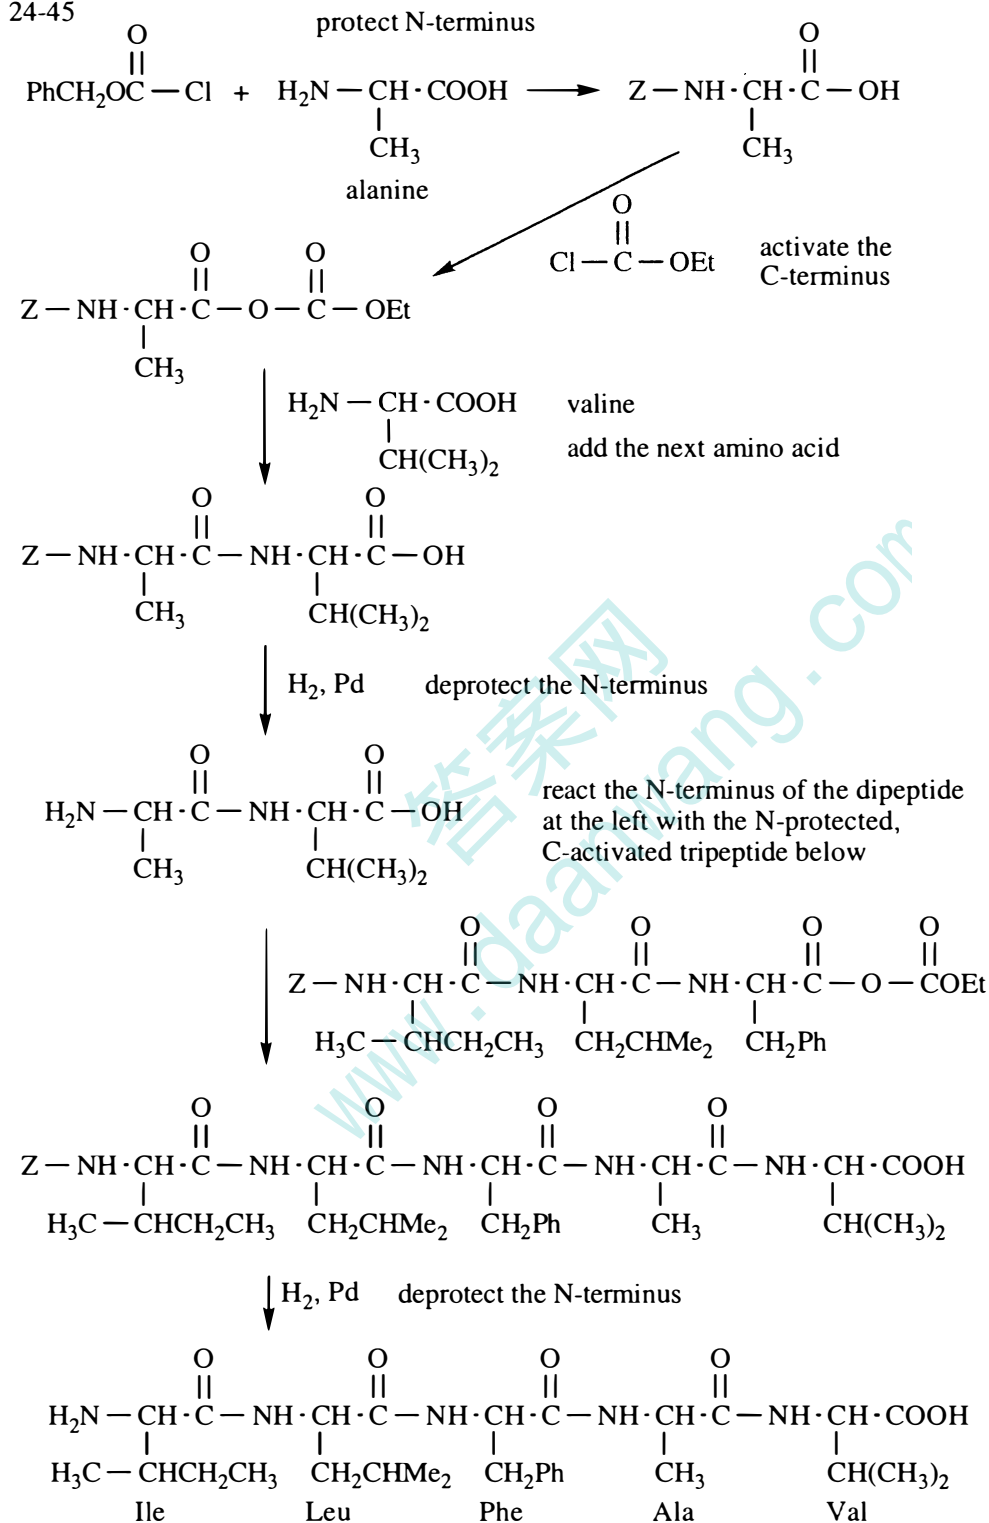 24-45
protect N-terminus
O
O
PhCH₂OC — Cl + H₂N — CH · COOH → Z — NH · CH · C — OH
CH₃
CH₃
alanine
O
Cl — C — OEt
activate the
C-terminus
O O
Z — NH · CH · C — O — C — OEt
CH₃
H₂N — CH · COOH valine
CH(CH₃)₂
add the next amino acid
O O
Z — NH · CH · C — NH · CH · C — OH
CH₃ CH(CH₃)₂
H₂, Pd deprotect the N-terminus
O O
H₂N — CH · C — NH · CH · C — OH
CH₃ CH(CH₃)₂
react the N-terminus of the dipeptide
at the left with the N-protected,
C-activated tripeptide below
O O O O
Z — NH · CH · C — NH · CH · C — NH · CH · C — O — COEt
H₃C — CHCH₂CH₃ CH₂CHMe₂ CH₂Ph
O O O O
Z — NH · CH · C — NH · CH · C — NH · CH · C — NH · CH · C — NH · CH · COOH
H₃C — CHCH₂CH₃ CH₂CHMe₂ CH₂Ph CH₃ CH(CH₃)₂
H₂, Pd deprotect the N-terminus
O O O O
H₂N — CH · C — NH · CH · C — NH · CH · C — NH · CH · C — NH · CH · COOH
H₃C — CHCH₂CH₃ CH₂CHMe₂ CH₂Ph CH₃ CH(CH₃)₂
Ile Leu Phe Ala Val
答案网
www.daanwang.com